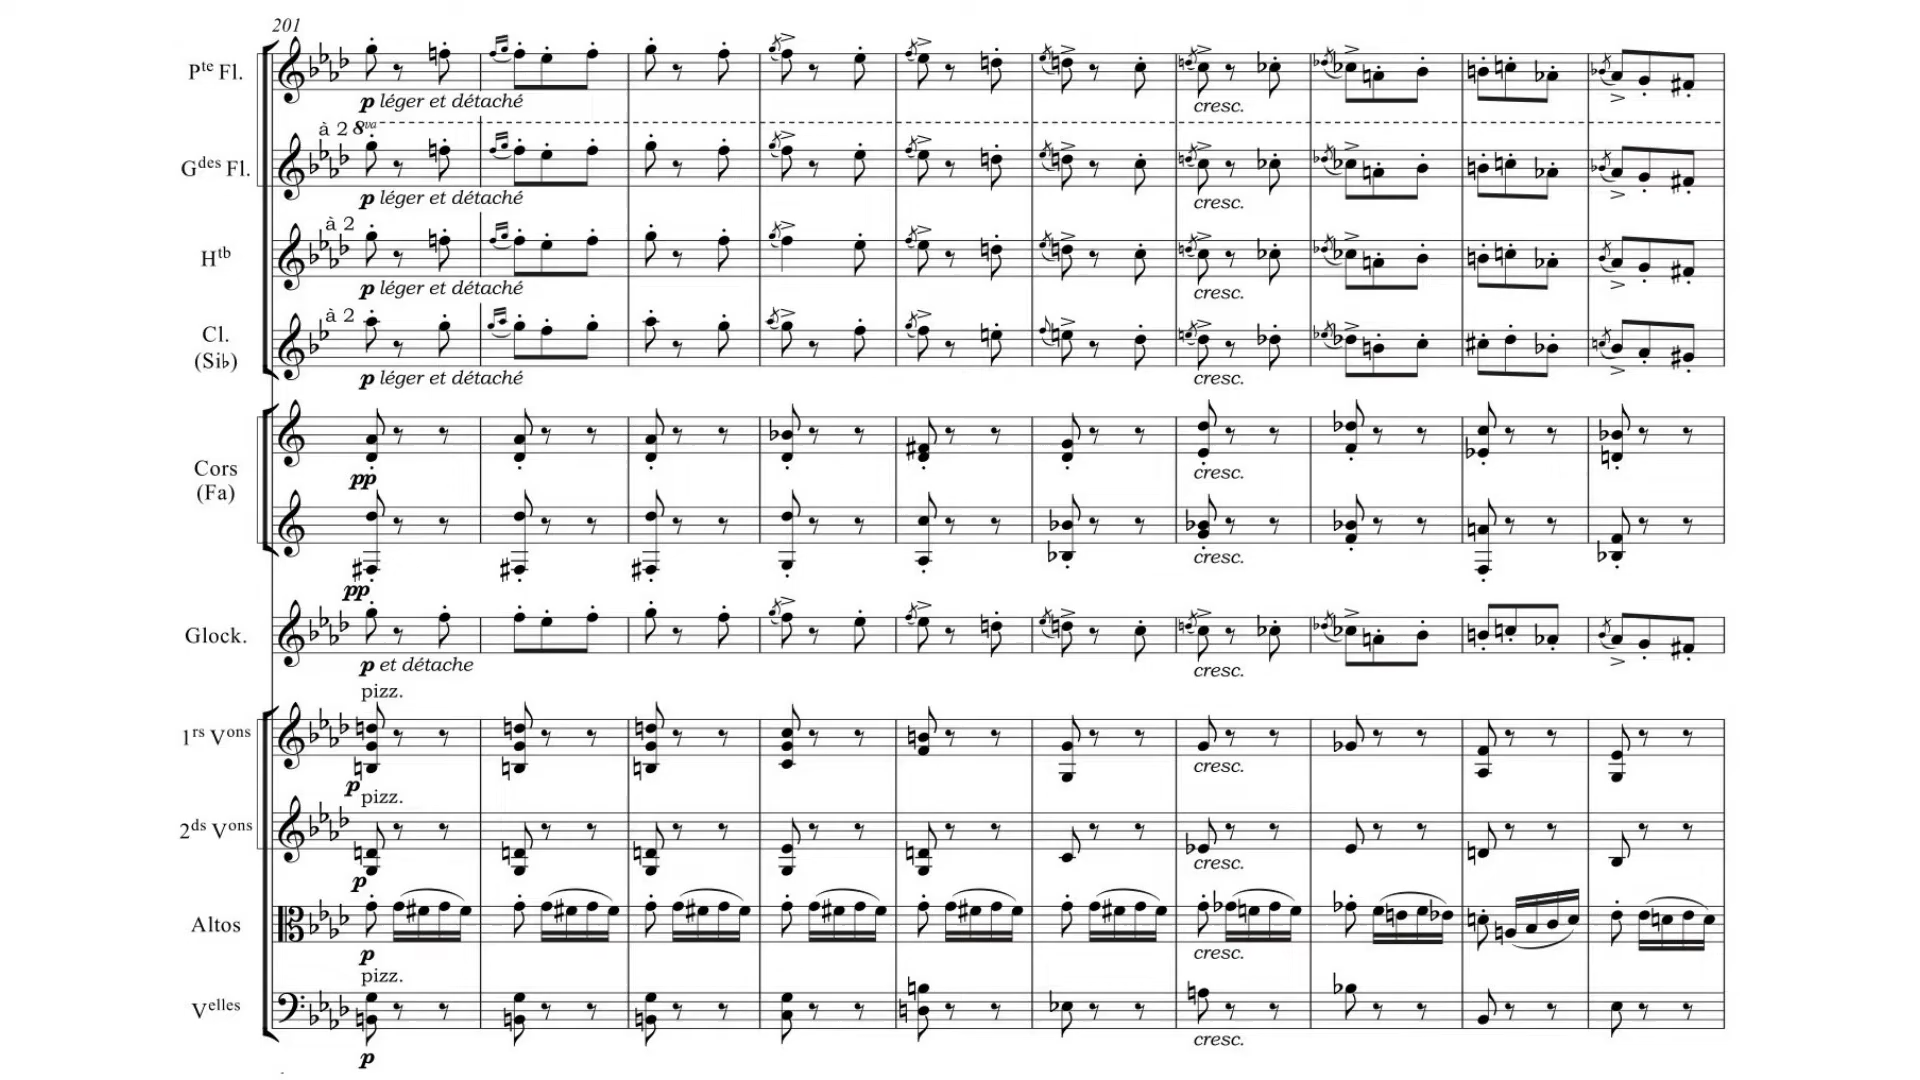 201
Pte Fl.
p léger et détaché
à 2 8va
Gdes Fl.
p léger et détaché
à 2
Htb
p léger et détaché
à 2
Cl.
(Si♭)
p léger et détaché
cresc.
cresc.
cresc.
cresc.
Cors
(Fa)
pp
cresc.
pp
cresc.
Glock.
p et détache
cresc.
pizz.
1rs Vons
p
cresc.
pizz.
2ds Vons
p
cresc.
Altos
p
cresc.
pizz.
Velles
p
cresc.